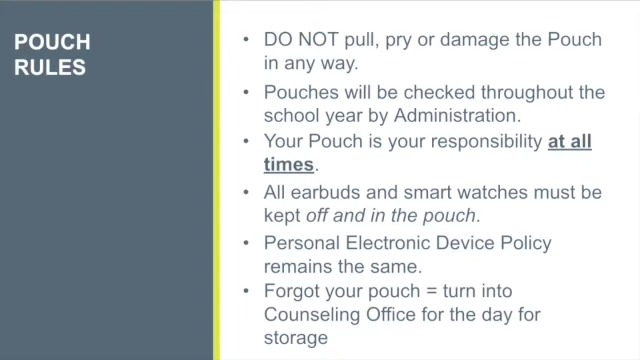 POUCH
RULES
• DO NOT pull, pry or damage the Pouch
in any way.
• Pouches will be checked throughout the
school year by Administration.
• Your Pouch is your responsibility at all
times.
• All earbuds and smart watches must be
kept off and in the pouch.
• Personal Electronic Device Policy
remains the same.
• Forgot your pouch = turn into
Counseling Office for the day for
storage